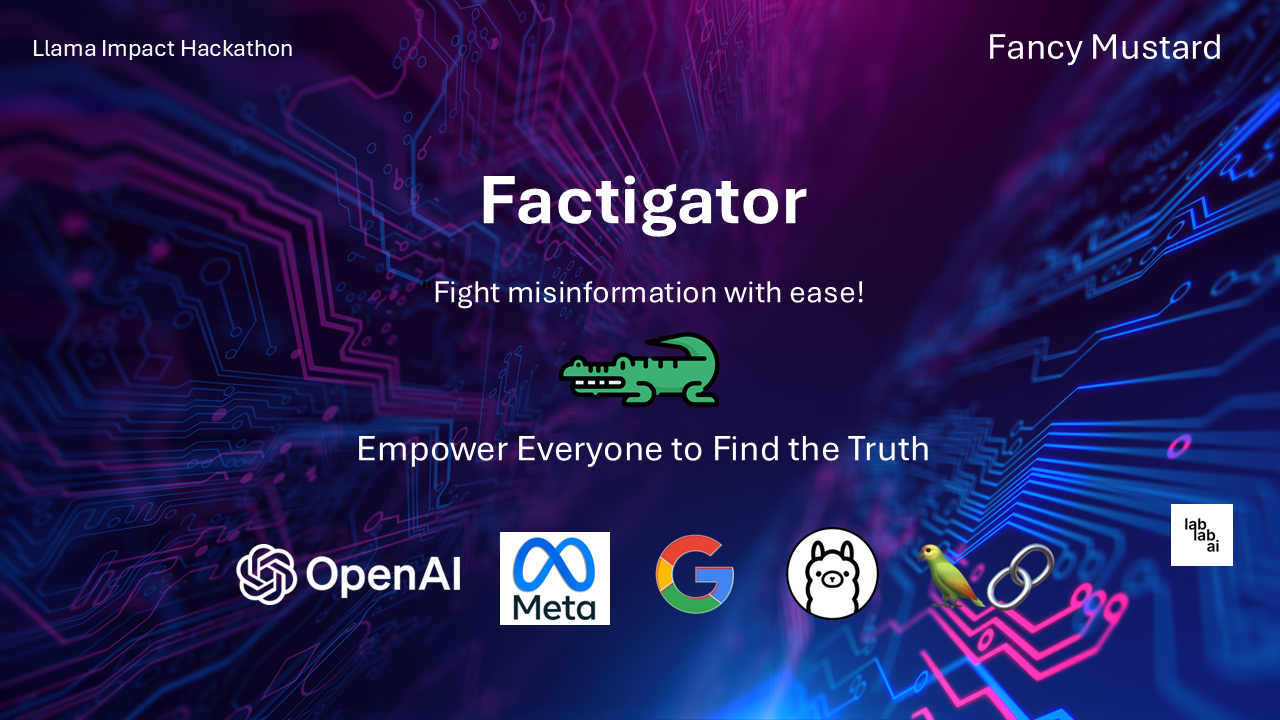 Llama Impact Hackathon
Fancy Mustard
Factigator
Fight misinformation with ease!
Empower Everyone to Find the Truth
OpenAI
Meta
lab
lab
ai